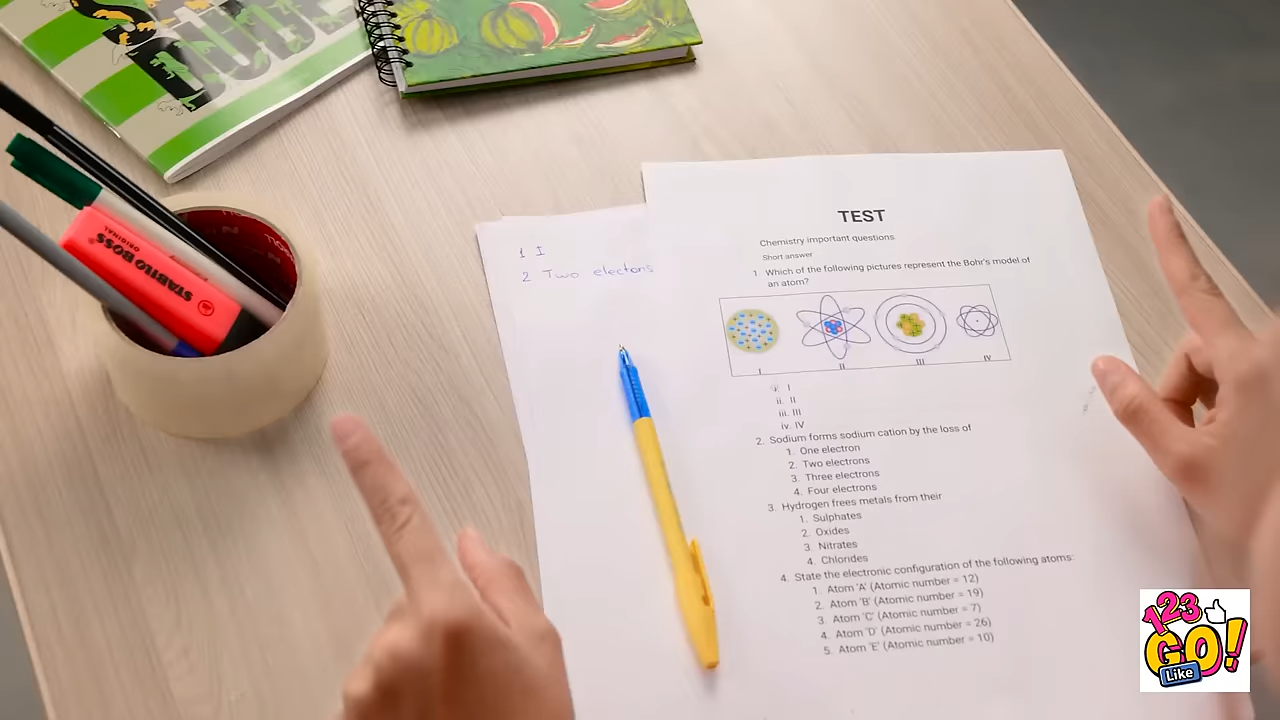 STABILO BOSS
ORIGINAL
1 I
2 Two electons
TEST
Chemistry important questions
Short answer
1. Which of the following pictures represent the Bohr's model of
an atom?
I II III IV
i. I
ii. II
iii. III
iv. IV
2. Sodium forms sodium cation by the loss of
1. One electron
2. Two electrons
3. Three electrons
4. Four electrons
3. Hydrogen frees metals from their
1. Sulphates
2. Oxides
3. Nitrates
4. Chlorides
4. State the electronic configuration of the following atoms:
1. Atom 'A' (Atomic number = 12)
2. Atom 'B' (Atomic number = 19)
3. Atom 'C' (Atomic number = 7)
4. Atom 'D' (Atomic number = 26)
5. Atom 'E' (Atomic number = 10)
123
GO!
Like